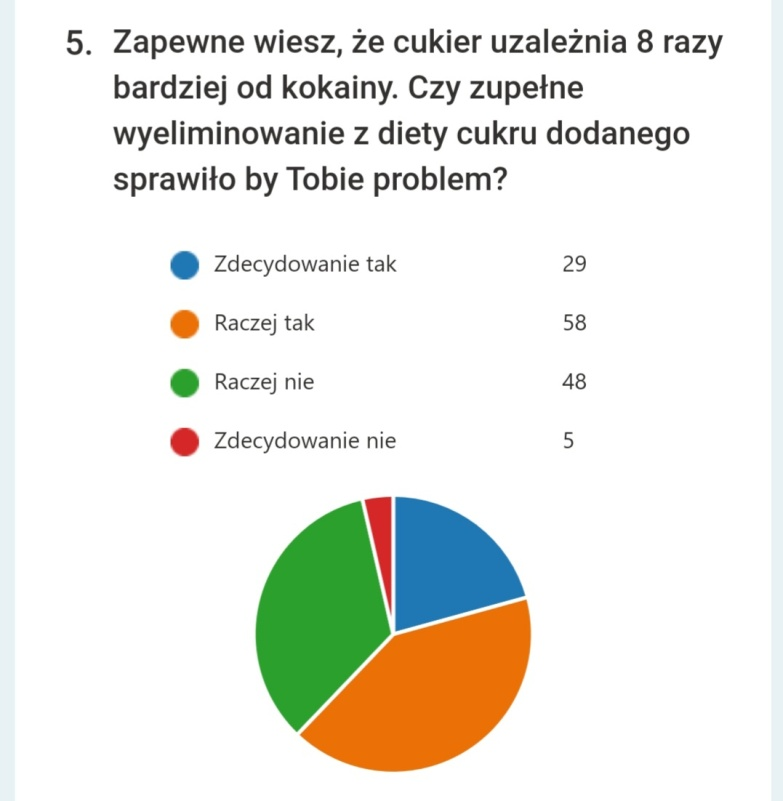 5. Zapewne wiesz, że cukier uzależnia 8 razy
bardziej od kokainy. Czy zupełne
wyeliminowanie z diety cukru dodanego
sprawiło by Tobie problem?
Zdecydowanie tak 29
Raczej tak 58
Raczej nie 48
Zdecydowanie nie 5